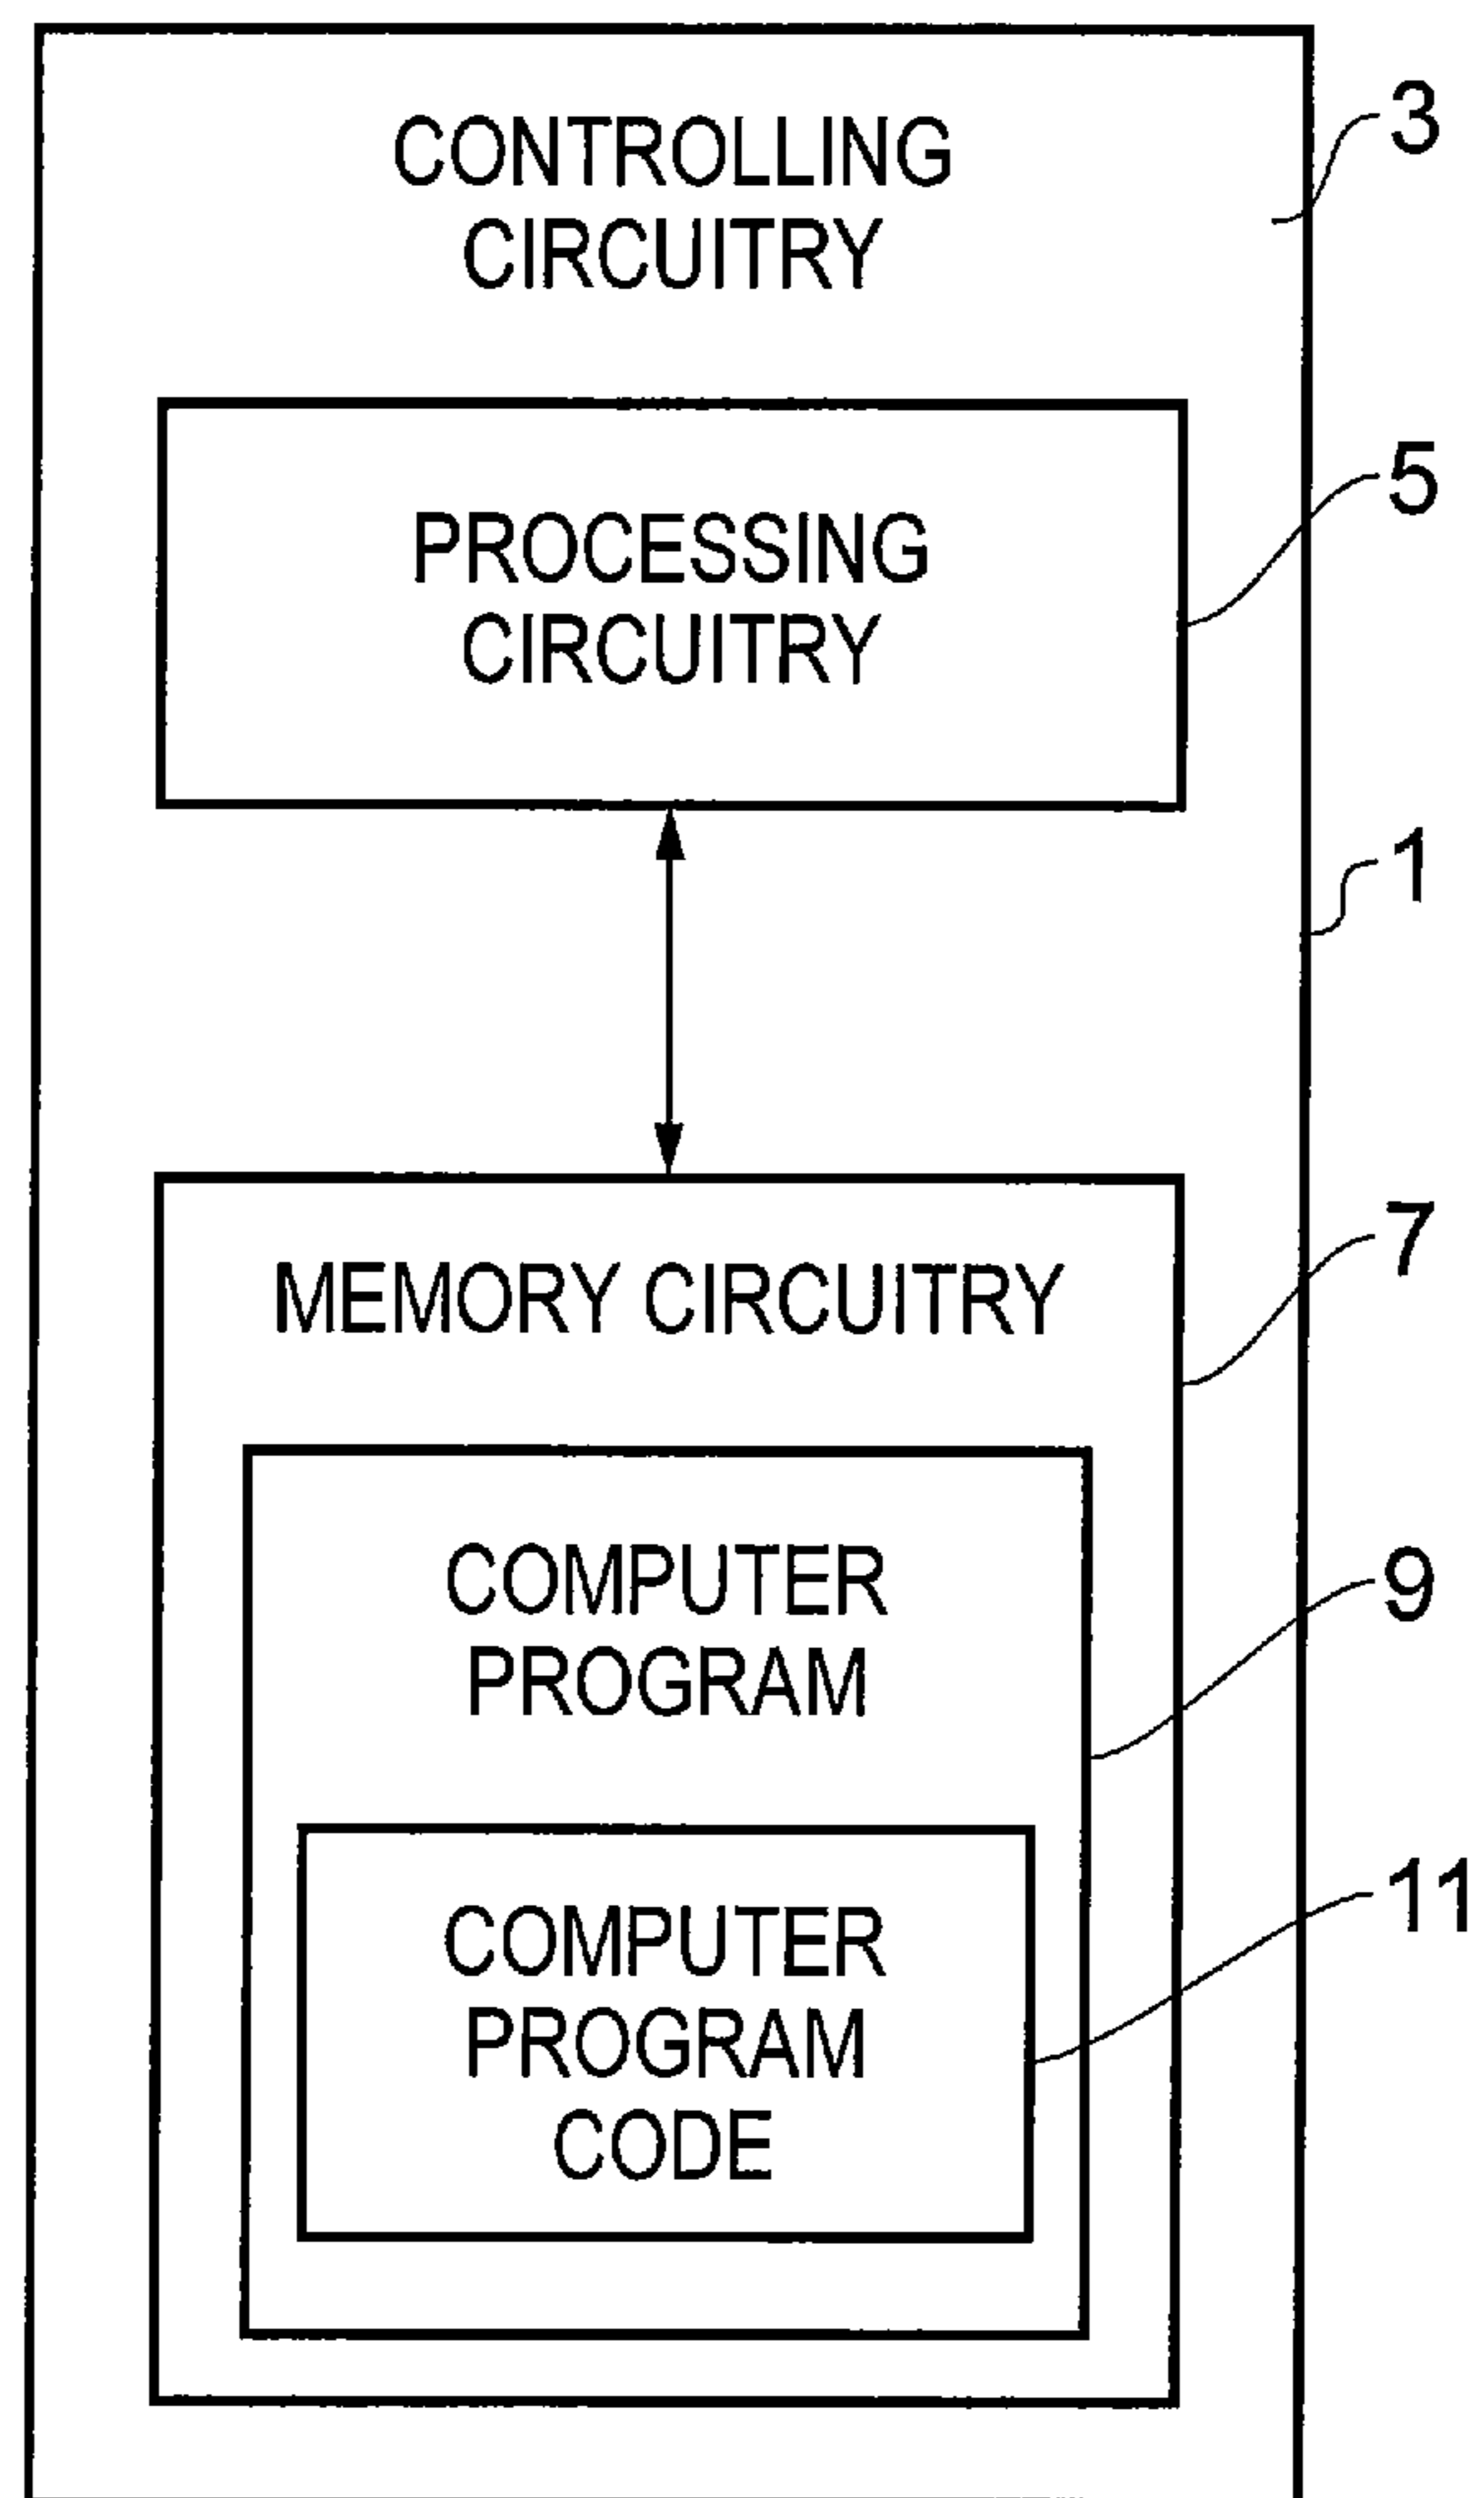 CONTROLLING
CIRCUITRY
3
PROCESSING
CIRCUITRY
5
1
MEMORY CIRCUITRY
7
COMPUTER
PROGRAM
9
COMPUTER
PROGRAM
CODE
11